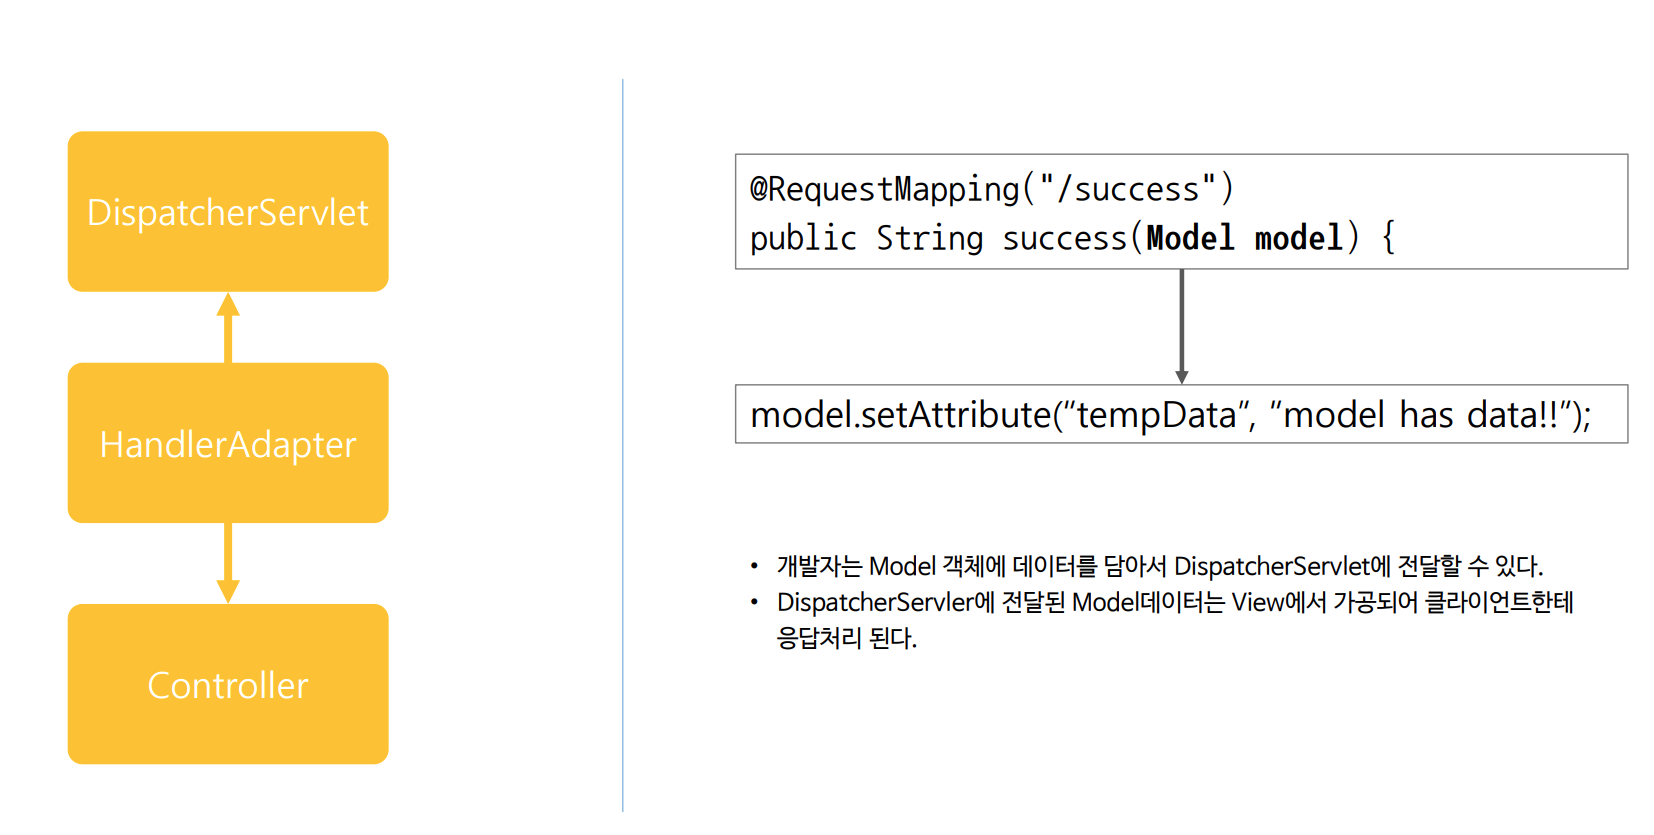 DispatcherServlet
HandlerAdapter
Controller
@RequestMapping("/success")
public String success(Model model) {
model.setAttribute(“tempData”, ”model has data!!”);
• 개발자는 Model 객체에 데이터를 담아서 DispatcherServlet에 전달할 수 있다.
• DispatcherServler에 전달된 Model데이터는 View에서 가공되어 클라이언트한테
응답처리 된다.